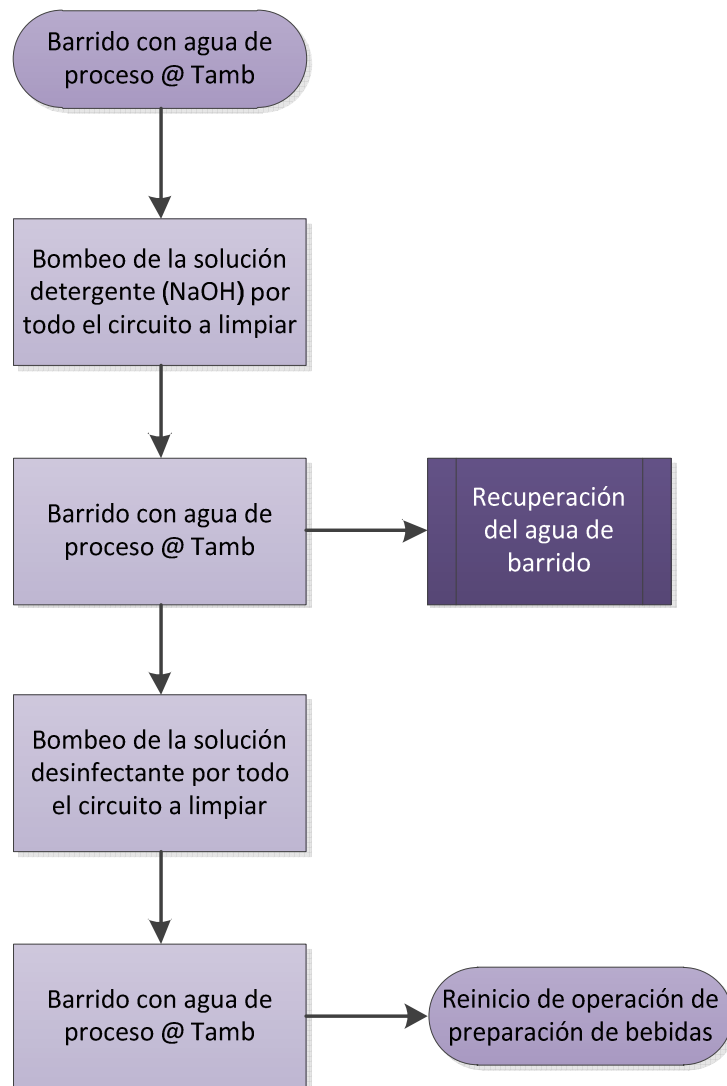 Barrido con agua de
proceso @ Tamb
Bombeo de la solución
detergente (NaOH) por
todo el circuito a limpiar
Barrido con agua de
proceso @ Tamb
Recuperación
del agua de
barrido
Bombeo de la solución
desinfectante por todo
el circuito a limpiar
Barrido con agua de
proceso @ Tamb
Reinicio de operación de
preparación de bebidas